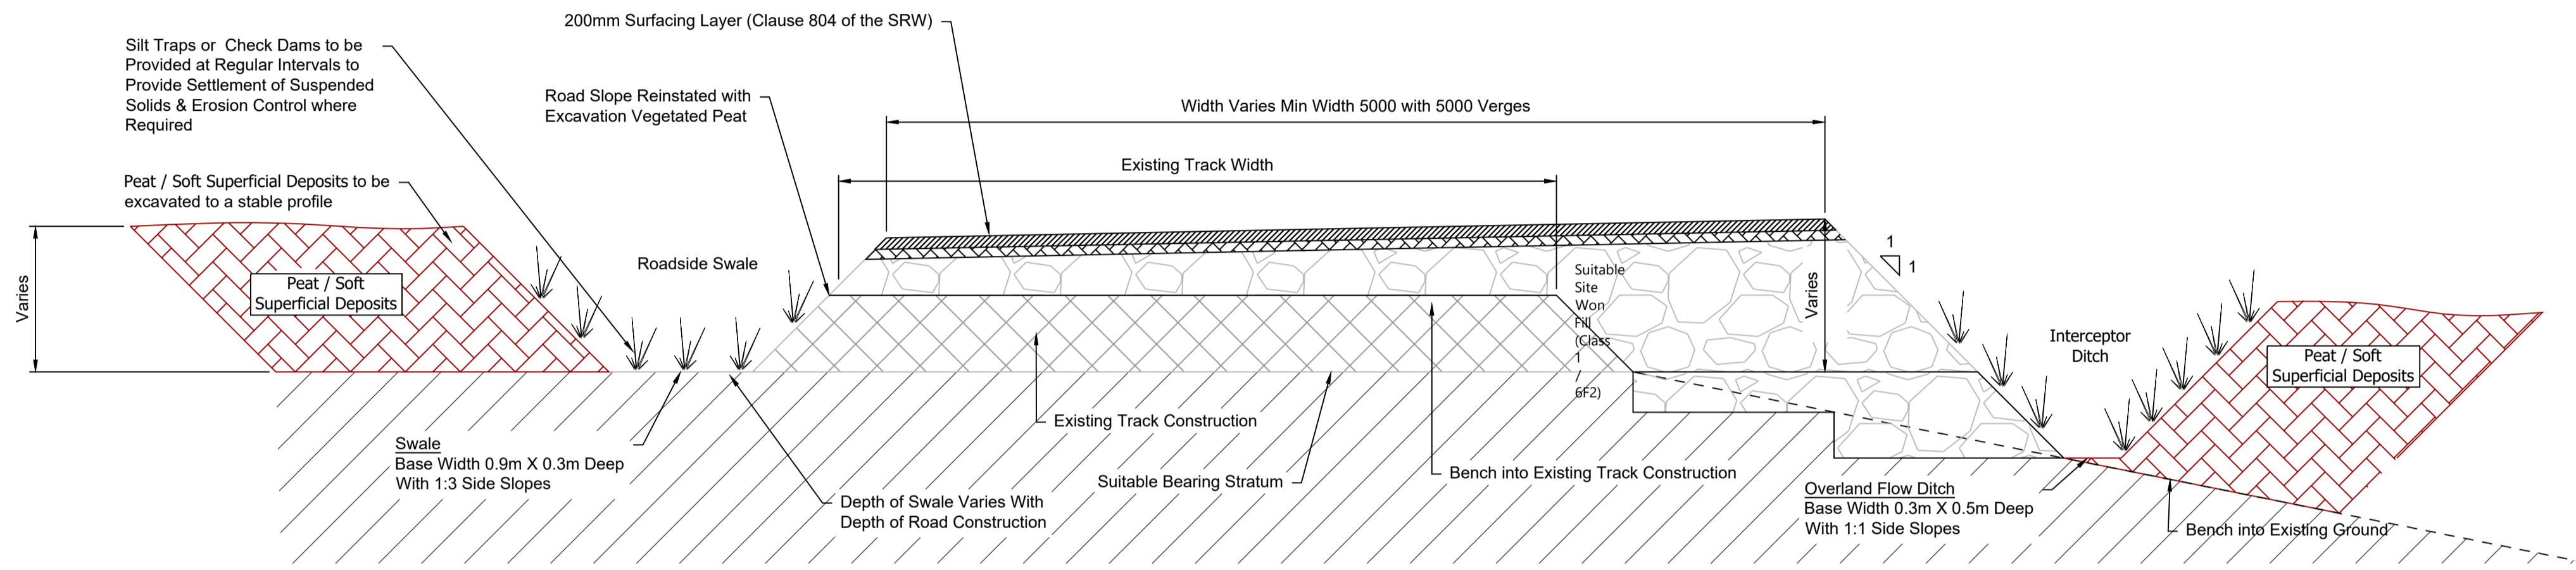 200mm Surfacing Layer (Clause 804 of the SRW)
Silt Traps or Check Dams to be
Provided at Regular Intervals to
Provide Settlement of Suspended
Solids & Erosion Control where
Required
Road Slope Reinstated with
Excavation Vegetated Peat
Width Varies Min Width 5000 with 5000 Verges
Existing Track Width
Peat / Soft Superficial Deposits to be
excavated to a stable profile
Varies
Peat / Soft
Superficial Deposits
Roadside Swale
Suitable
Site
Won
Fill
(Class
1
/
6F2)
Varies
1
1
Interceptor
Ditch
Peat / Soft
Superficial Deposits
Swale
Base Width 0.9m X 0.3m Deep
With 1:3 Side Slopes
Existing Track Construction
Depth of Swale Varies With
Depth of Road Construction
Suitable Bearing Stratum
Bench into Existing Track Construction
Overland Flow Ditch
Base Width 0.3m X 0.5m Deep
With 1:1 Side Slopes
Bench into Existing Ground